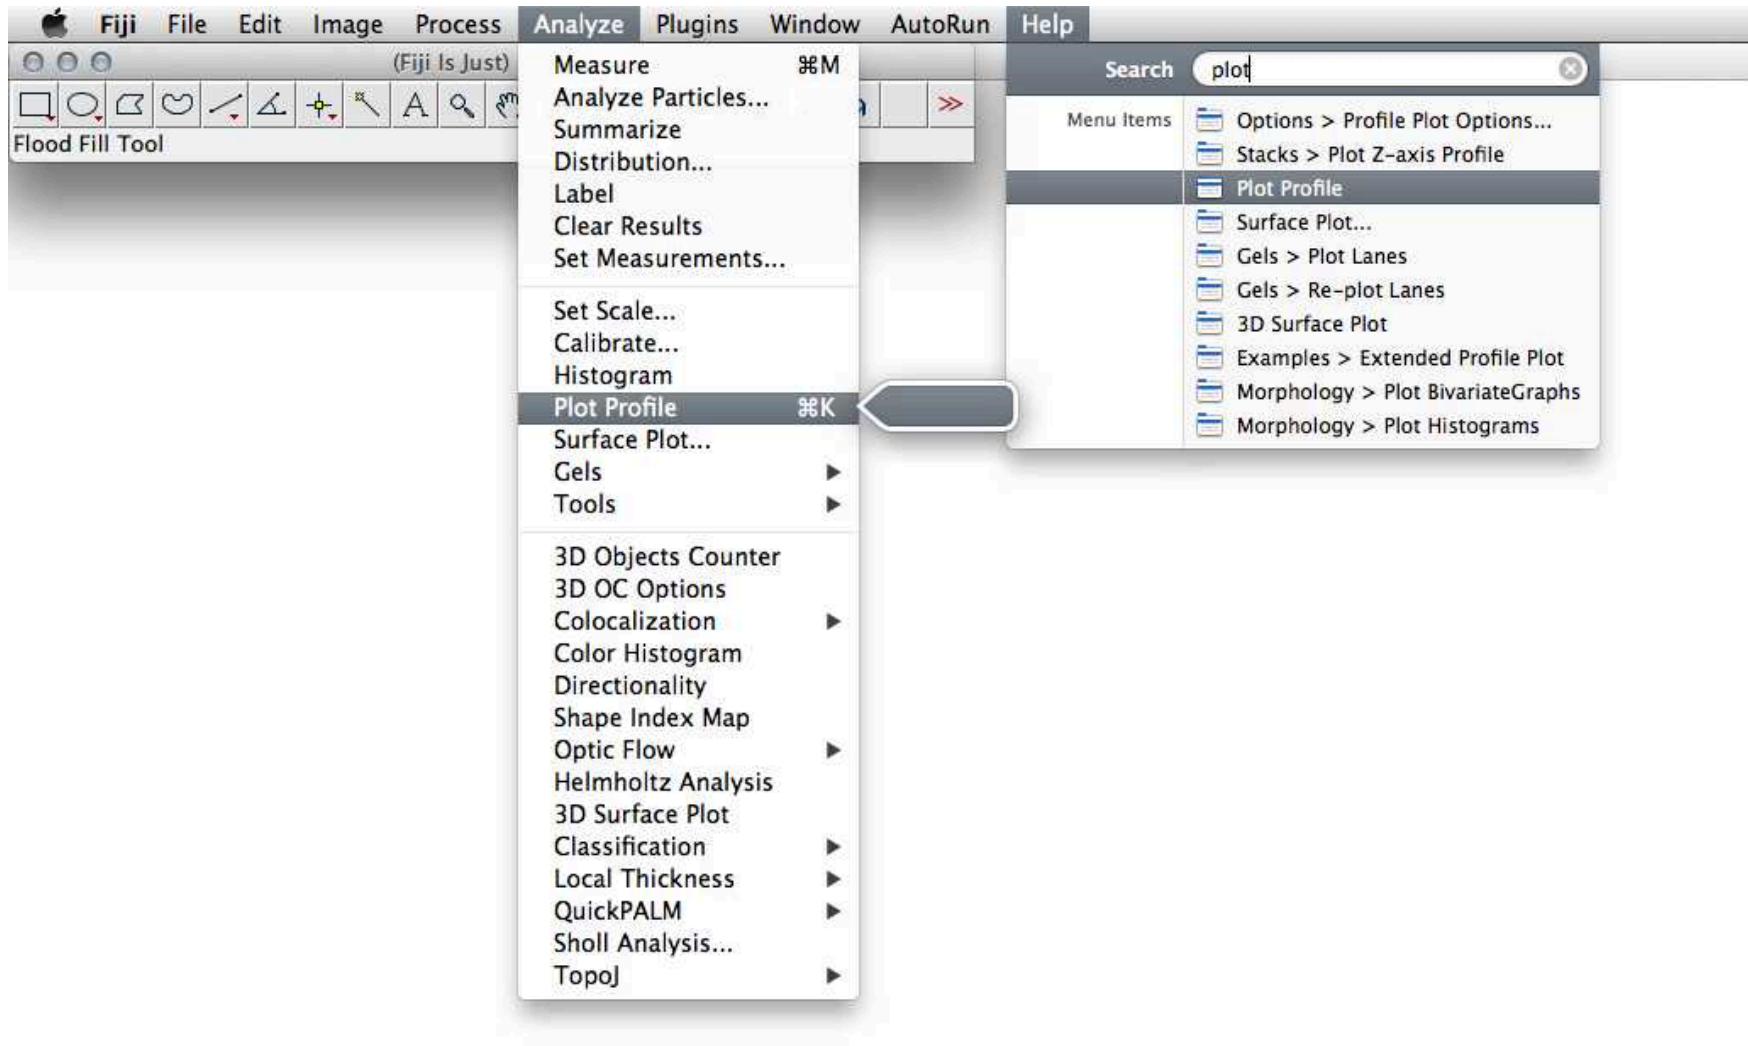 Fiji File Edit Image Process Analyze Plugins Window AutoRun Help
(Fiji Is Just)
A
>>
Flood Fill Tool
Measure ⌘M
Analyze Particles...
Summarize
Distribution...
Label
Clear Results
Set Measurements...
Set Scale...
Calibrate...
Histogram
Plot Profile ⌘K
Surface Plot...
Gels
Tools
3D Objects Counter
3D OC Options
Colocalization
Color Histogram
Directionality
Shape Index Map
Optic Flow
Helmholtz Analysis
3D Surface Plot
Classification
Local Thickness
QuickPALM
Sholl Analysis...
TopoJ
Search plot
Menu Items Options > Profile Plot Options...
Stacks > Plot Z-axis Profile
Plot Profile
Surface Plot...
Gels > Plot Lanes
Gels > Re-plot Lanes
3D Surface Plot
Examples > Extended Profile Plot
Morphology > Plot BivariateGraphs
Morphology > Plot Histograms